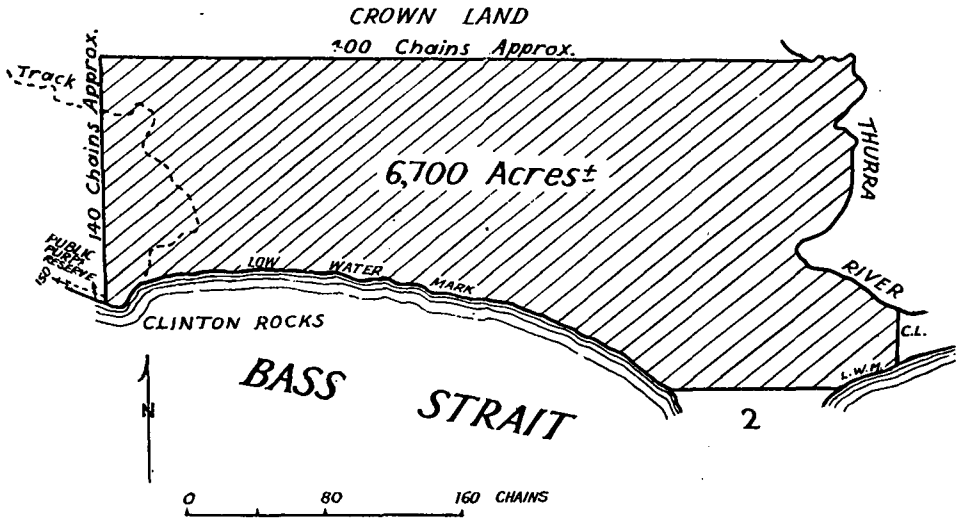 CROWN LAND
400 Chains Approx.
Track
140 Chains Approx.
THURRA
6,700 Acres±
PUBLIC
PURP.
RESERVE
150
LOW WATER MARK
RIVER
C.L.
CLINTON ROCKS
L.W.M.
BASS STRAIT
2
N
0 80 160 CHAINS